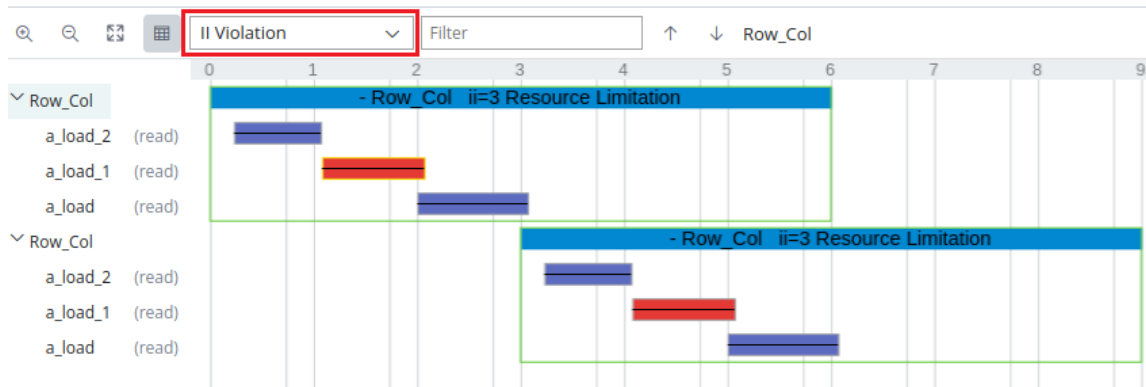 II Violation Filter Row_Col
0 1 2 3 4 5 6 7 8 9
Row_Col - Row_Col ii=3 Resource Limitation
a_load_2 (read)
a_load_1 (read)
a_load (read)
Row_Col - Row_Col ii=3 Resource Limitation
a_load_2 (read)
a_load_1 (read)
a_load (read)